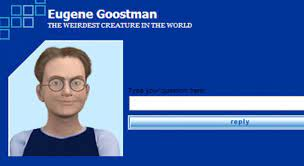 Eugene Goostman
THE WEIRDEST CREATURE IN THE WORLD
Type your question here:
reply